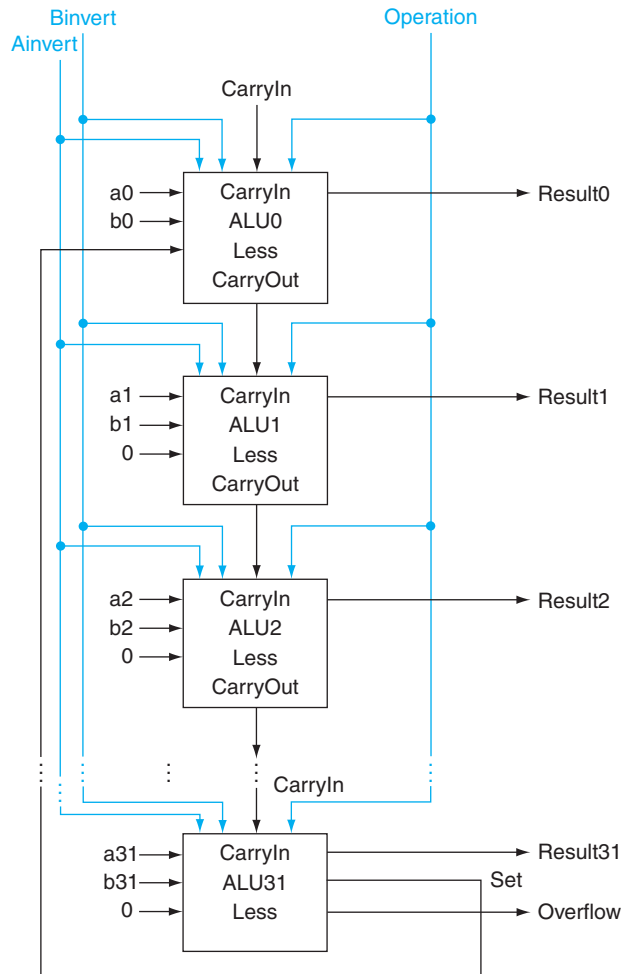 Binvert
Operation
Ainvert
CarryIn
a0
CarryIn
Result0
b0
ALU0
Less
CarryOut
a1
CarryIn
Result1
b1
ALU1
0
Less
CarryOut
a2
CarryIn
Result2
b2
ALU2
0
Less
CarryOut
CarryIn
a31
CarryIn
Result31
b31
ALU31
Set
0
Less
Overflow